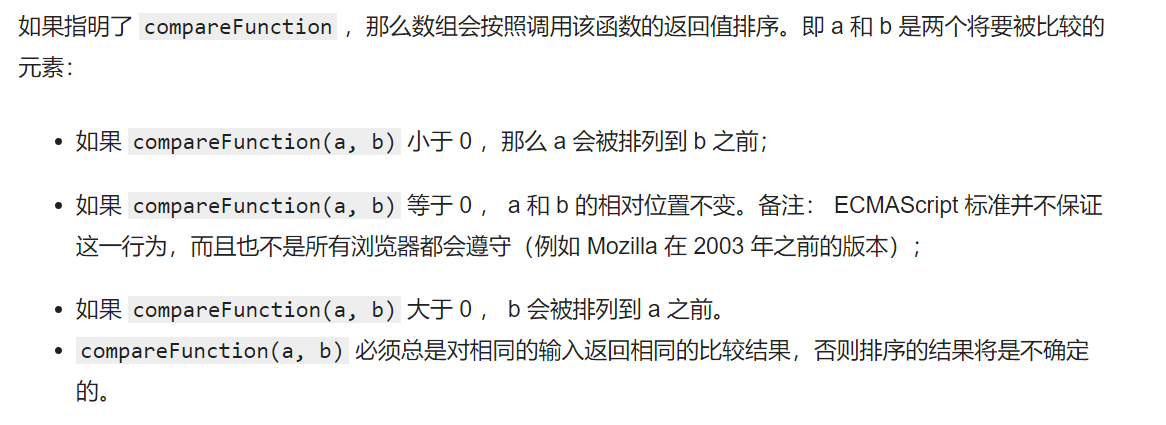 如果指明了 compareFunction ，那么数组会按照调用该函数的返回值排序。即 a 和 b 是两个将要被比较的
元素：
如果 compareFunction(a, b) 小于 0 ，那么 a 会被排列到 b 之前；
如果 compareFunction(a, b) 等于 0 ， a 和 b 的相对位置不变。备注： ECMAScript 标准并不保证
这一行为，而且也不是所有浏览器都会遵守（例如 Mozilla 在 2003 年之前的版本）；
如果 compareFunction(a, b) 大于 0 ， b 会被排列到 a 之前。
compareFunction(a, b) 必须总是对相同的输入返回相同的比较结果，否则排序的结果将是不确定
的。